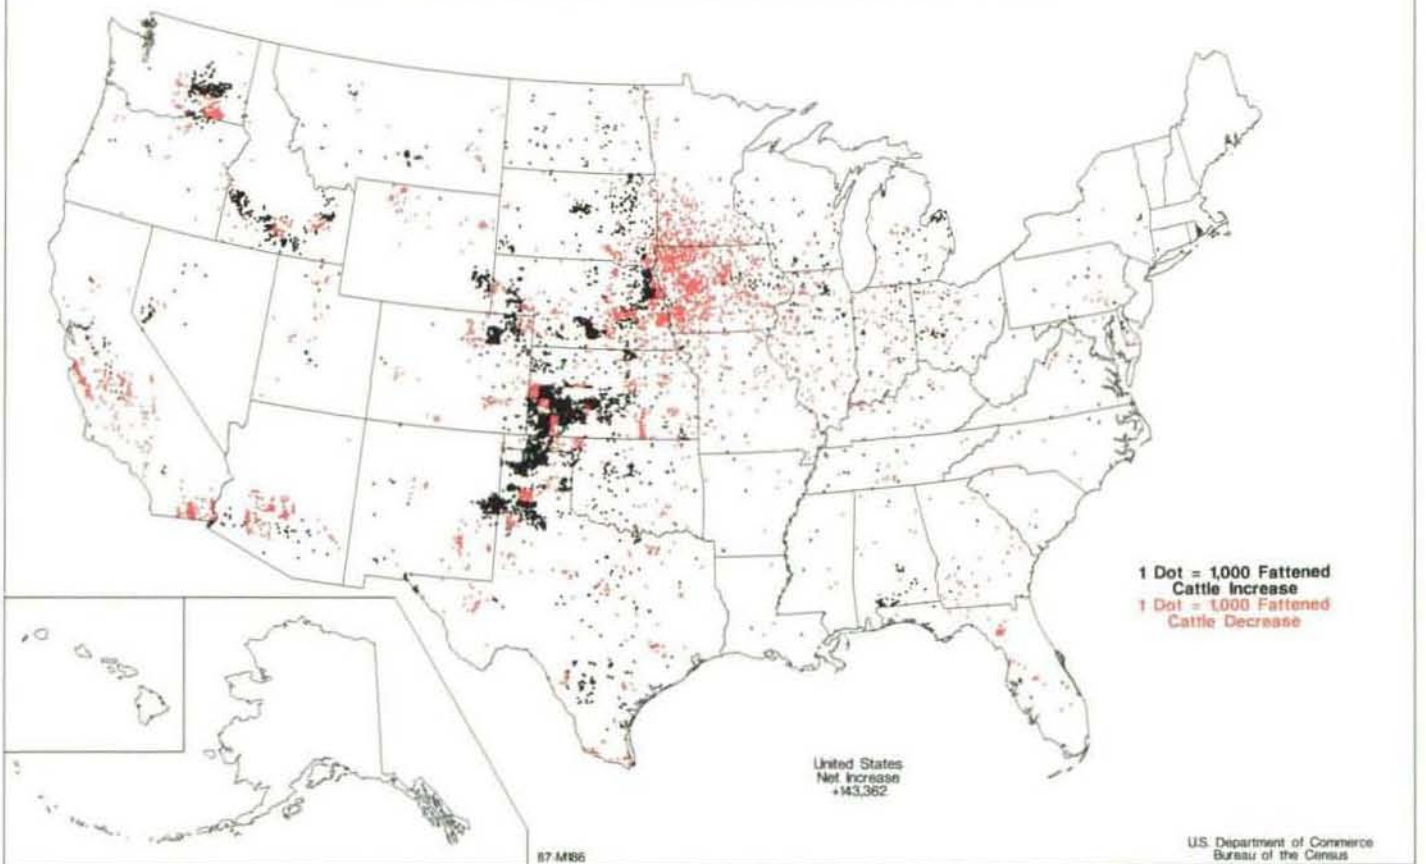 1 Dot = 1,000 Fattened
Cattle Increase
1 Dot = 1,000 Fattened
Cattle Decrease
United States
Net Increase
+143,362
87-M186
U.S. Department of Commerce
Bureau of the Census